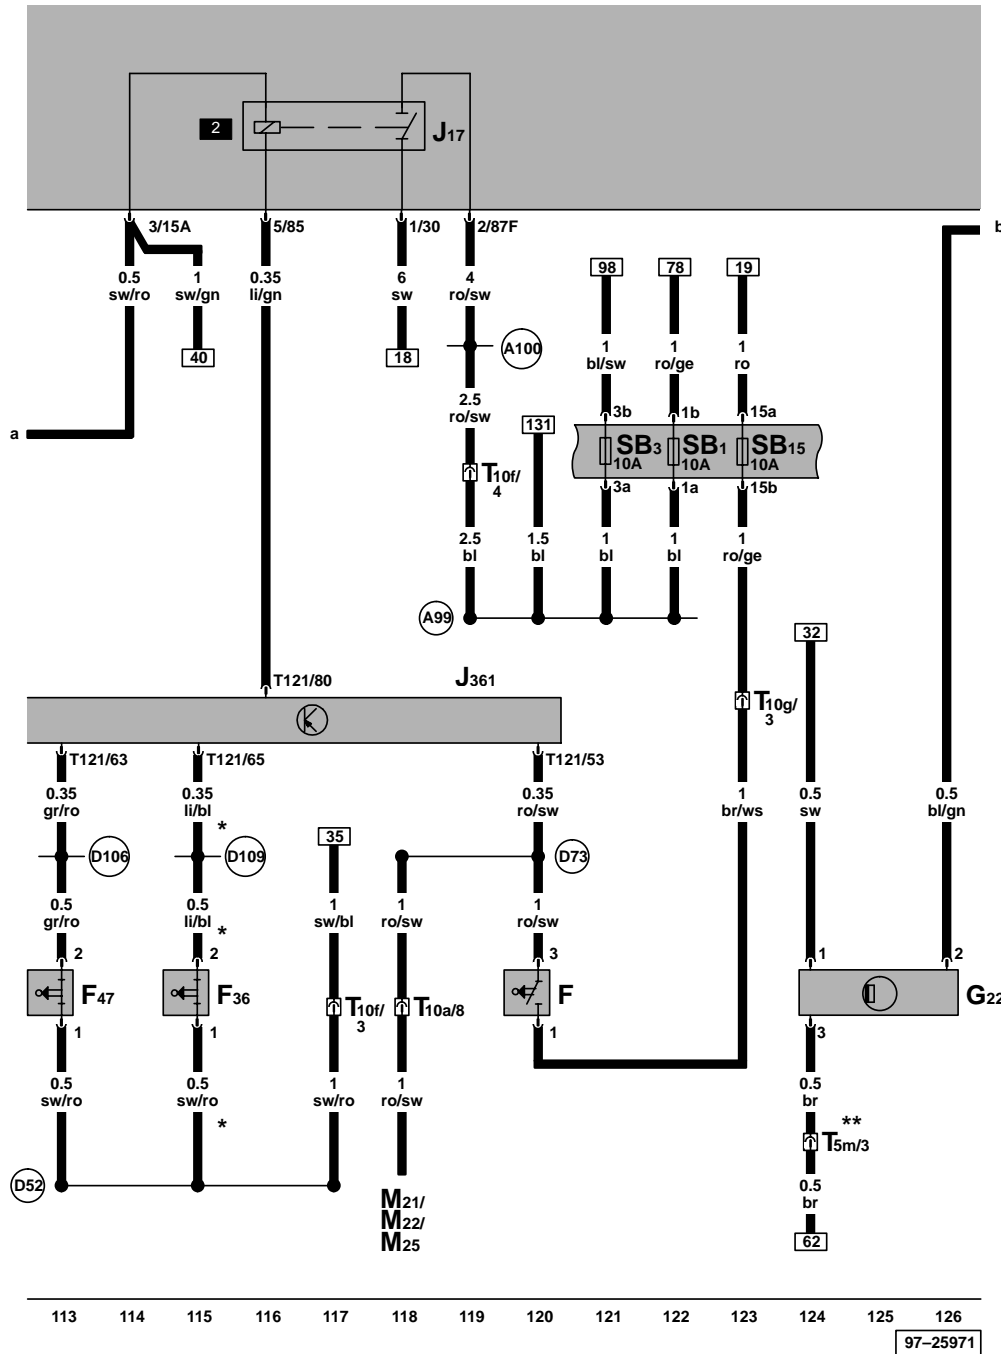 2
J17
3/15A 5/85 1/30 2/87F b
0.5 1 0.35 6 4
sw/ro sw/gn li/gn sw ro/sw
98 78 19
40 18 A100
1 1 1
bl/sw ro/ge ro
2.5
ro/sw
a
131
3b 1b 15a
SB3 SB1 SB15
10A 10A 10A
T10f/
4
3a 1a 15b
2.5 1.5 1 1 1
bl bl bl bl ro/ge
A99
32
T121/80 J361
T10g/
3
T121/63 T121/65 T121/53
0.35 0.35 0.35 1 0.5 0.5
gr/ro li/bl ro/sw br/ws sw bl/gn
*
35
D106 D109 D73
0.5 0.5 1 1 1
gr/ro li/bl sw/bl ro/sw ro/sw
*
2 2 3 1 2
F47 F36 F G22
T10f/ T10a/8
3
1 1 1 3
0.5 0.5 1 1 0.5
sw/ro sw/ro sw/ro ro/sw br
* **
T5m/3
D52
0.5
br
M21/
M22/
M25
62
113 114 115 116 117 118 119 120 121 122 123 124 125 126
97–25971